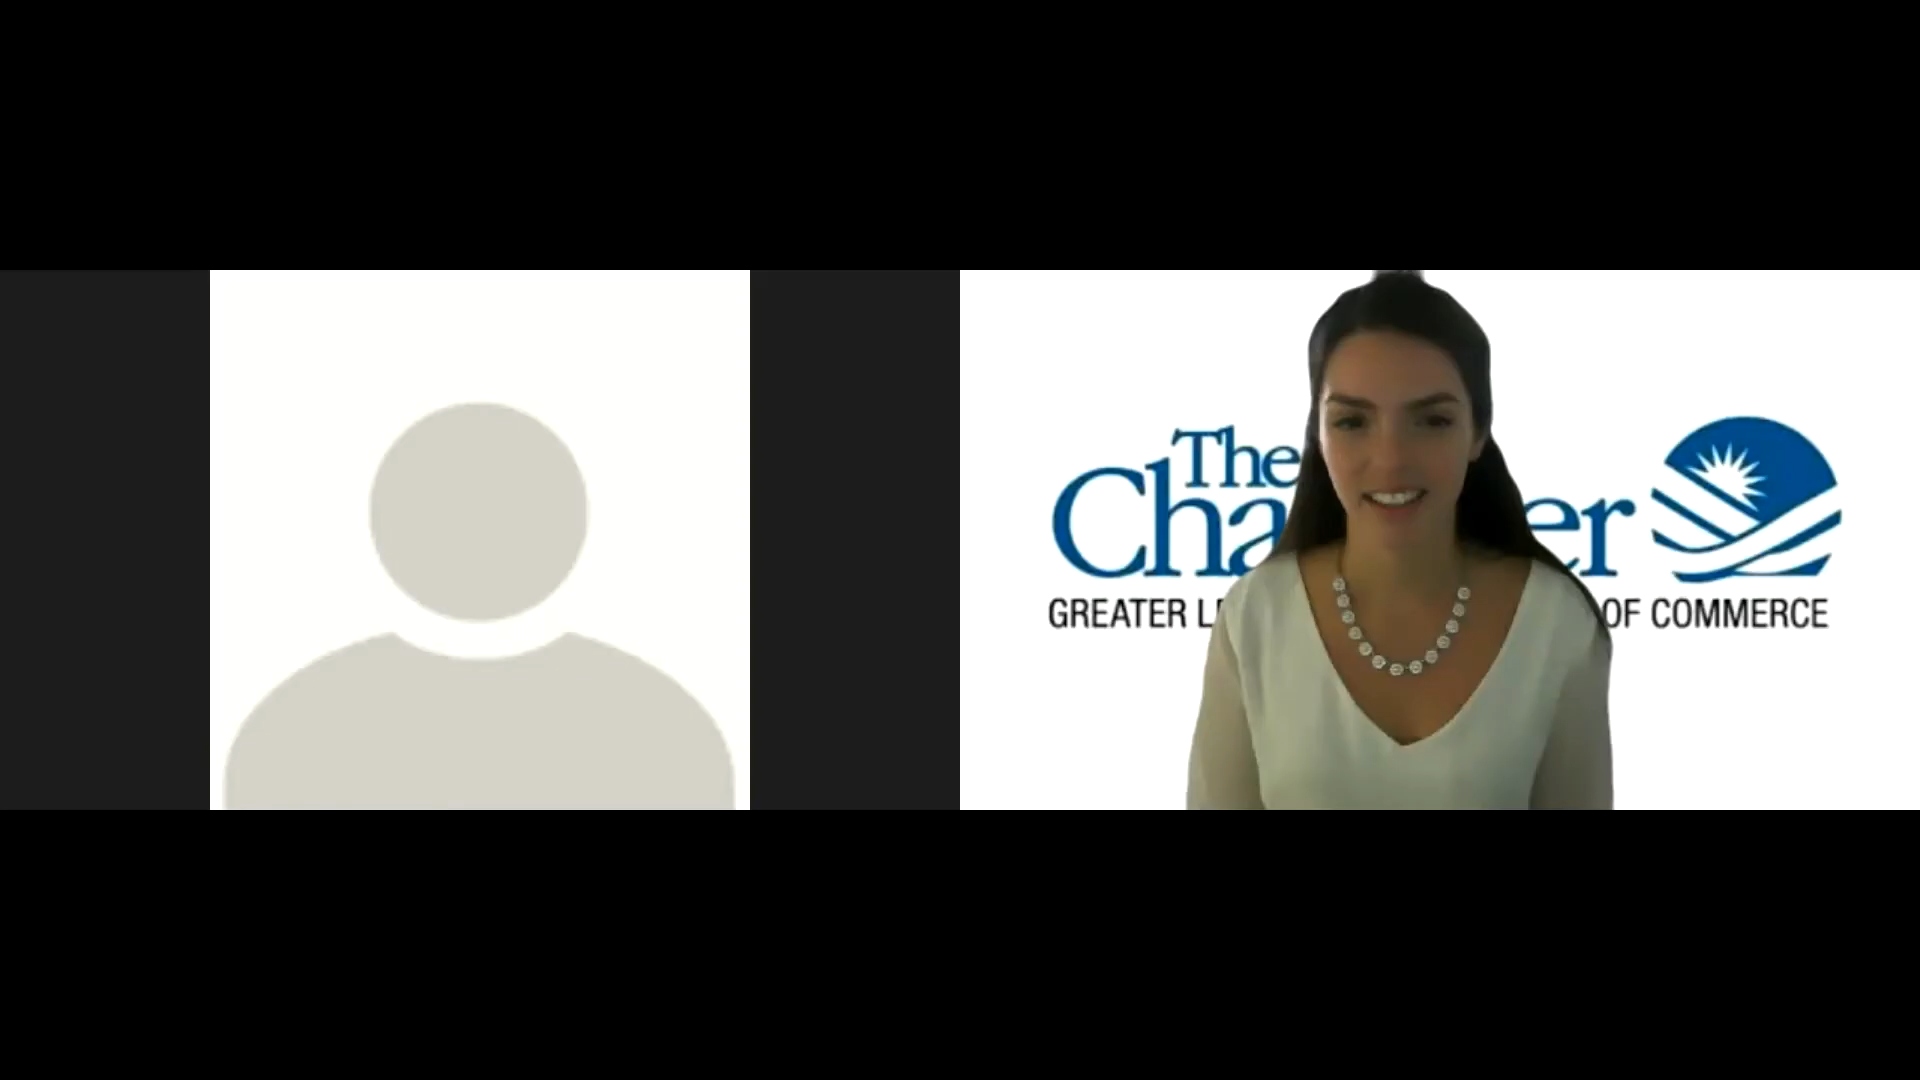 The
Cha er
GREATER L OF COMMERCE